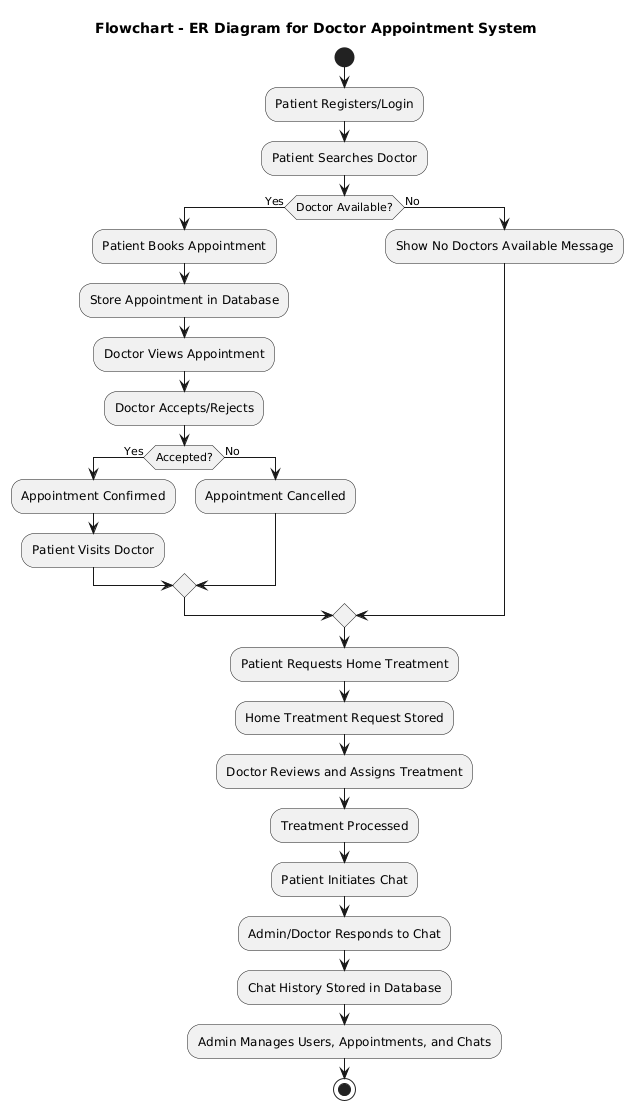 Flowchart - ER Diagram for Doctor Appointment System
Patient Registers/Login
Patient Searches Doctor
Yes
Doctor Available?
No
Patient Books Appointment
Show No Doctors Available Message
Store Appointment in Database
Doctor Views Appointment
Doctor Accepts/Rejects
Yes
Accepted?
No
Appointment Confirmed
Appointment Cancelled
Patient Visits Doctor
Patient Requests Home Treatment
Home Treatment Request Stored
Doctor Reviews and Assigns Treatment
Treatment Processed
Patient Initiates Chat
Admin/Doctor Responds to Chat
Chat History Stored in Database
Admin Manages Users, Appointments, and Chats